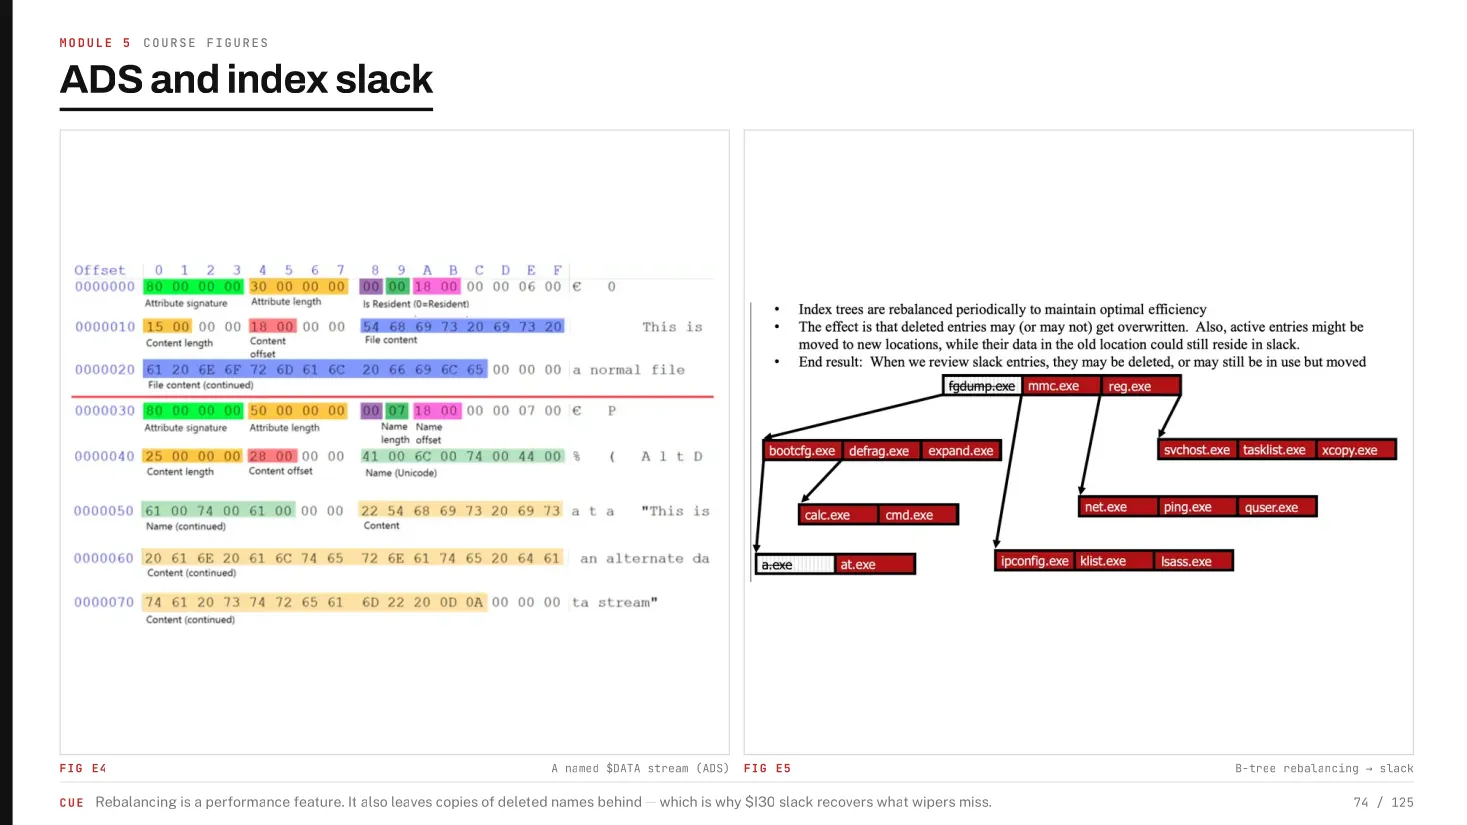 MODULE 5 COURSE FIGURES
ADS and index slack
Offset 0 1 2 3 4 5 6 7 8 9 A B C D E F
0000000 80 00 00 00 30 00 00 00 00 00 18 00 00 00 06 00 € 0
Attribute signature Attribute length Is Resident (0=Resident)
0000010 15 00 00 00 18 00 00 00 54 68 69 73 20 69 73 20 This is
Content length Content offset File content
0000020 61 20 6E 6F 72 6D 61 6C 20 66 69 6C 65 00 00 00 a normal file
File content (continued)
0000030 80 00 00 00 50 00 00 00 00 07 18 00 00 00 07 00 € P
Attribute signature Attribute length Name length Name offset
0000040 25 00 00 00 28 00 00 00 41 00 6C 00 74 00 44 00 % ( A l t D
Content length Content offset Name (Unicode)
0000050 61 00 74 00 61 00 00 00 22 54 68 69 73 20 69 73 a t a "This is
Name (continued) Content
0000060 20 61 6E 20 61 6C 74 65 72 6E 61 74 65 20 64 61 an alternate da
Content (continued)
0000070 74 61 20 73 74 72 65 61 6D 22 20 0D 0A 00 00 00 ta stream"
Content (continued)
FIG E4 A named $DATA stream (ADS)
• Index trees are rebalanced periodically to maintain optimal efficiency
• The effect is that deleted entries may (or may not) get overwritten. Also, active entries might be
moved to new locations, while their data in the old location could still reside in slack.
• End result: When we review slack entries, they may be deleted, or may still be in use but moved
fgdump.exe mmc.exe reg.exe
bootcfg.exe defrag.exe expand.exe
svchost.exe tasklist.exe xcopy.exe
calc.exe cmd.exe
net.exe ping.exe quser.exe
a.exe at.exe
ipconfig.exe klist.exe lsass.exe
FIG E5 B-tree rebalancing → slack
CUE Rebalancing is a performance feature. It also leaves copies of deleted names behind — which is why $I30 slack recovers what wipers miss.
74 / 125